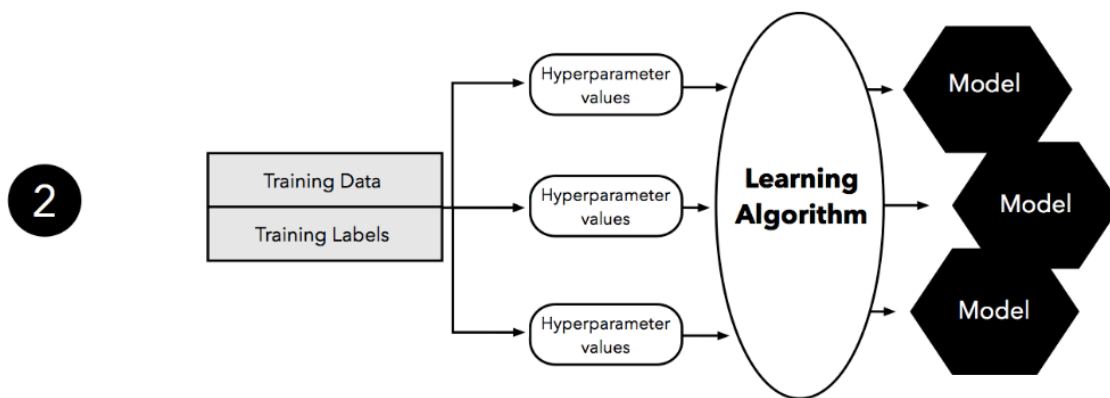 2
Training Data
Training Labels
Hyperparameter
values
Hyperparameter
values
Hyperparameter
values
Learning
Algorithm
Model
Model
Model